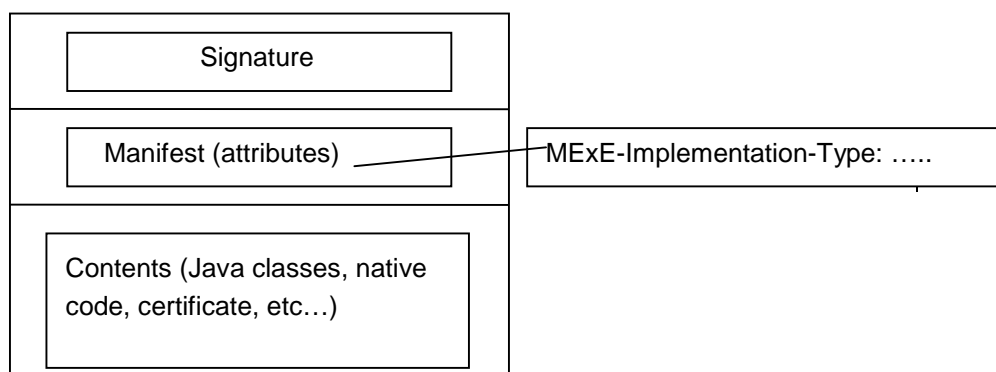 Signature
Manifest (attributes)
MExE-Implementation-Type: …..
Contents (Java classes, native
code, certificate, etc…)